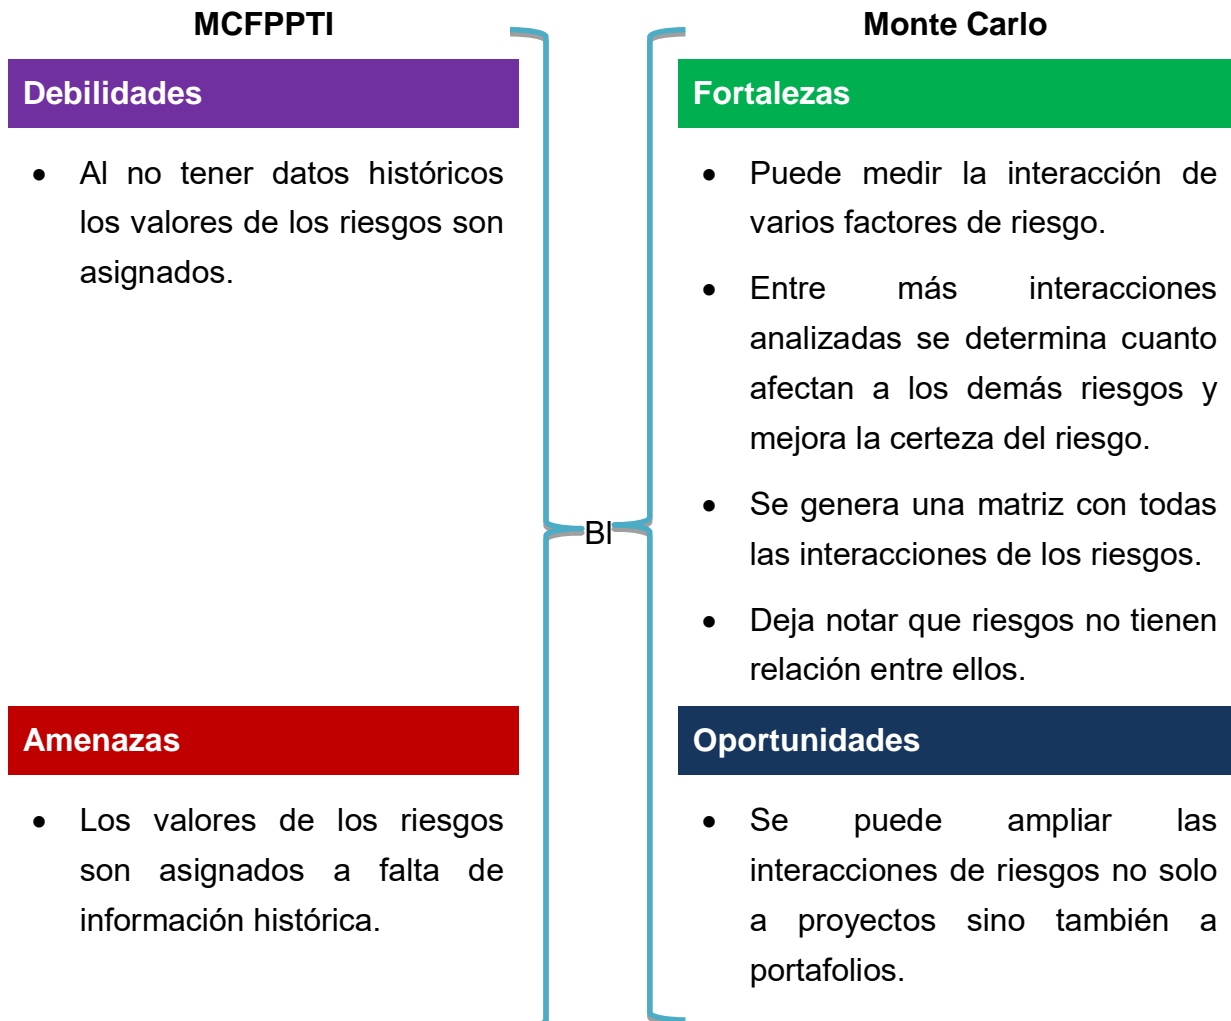 MCFPPTI
Debilidades
• Al no tener datos históricos
los valores de los riesgos son
asignados.
Amenazas
• Los valores de los riesgos
son asignados a falta de
información histórica.
BI
Monte Carlo
Fortalezas
• Puede medir la interacción de
varios factores de riesgo.
• Entre más interacciones
analizadas se determina cuanto
afectan a los demás riesgos y
mejora la certeza del riesgo.
• Se genera una matriz con todas
las interacciones de los riesgos.
• Deja notar que riesgos no tienen
relación entre ellos.
Oportunidades
• Se puede ampliar las
interacciones de riesgos no solo
a proyectos sino también a
portafolios.